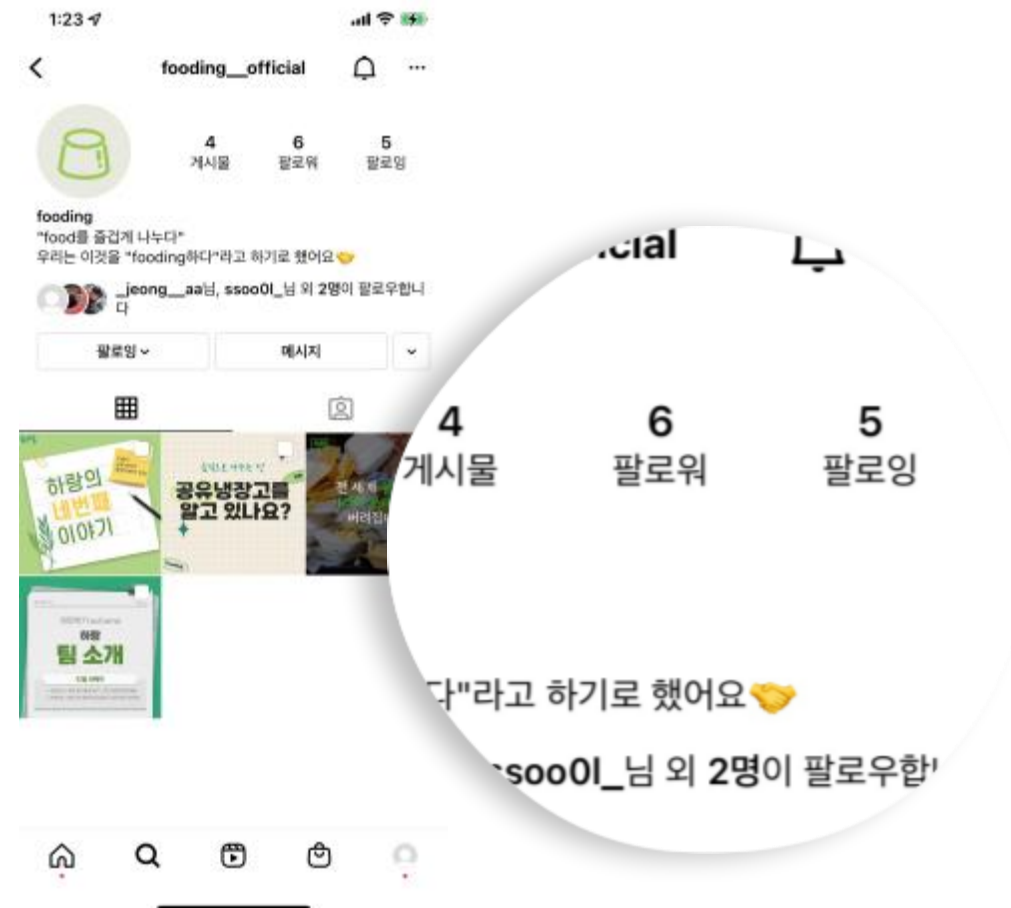 1:23
fooding__official
4 6 5
게시물 팔로워 팔로잉
fooding
"food를 즐겁게 나누다"
우리는 이것을 "fooding하다"라고 하기로 했어요🤝
_jeong__aa님, ssoo0l_님 외 2명이 팔로우합니
다
팔로잉
메시지
하랑의
네번째
이야기
공유냉장고를
알고 있나요?
전 세계
버려집
하랑
팀 소개
icial
4 6 5
게시물 팔로워 팔로잉
다"라고 하기로 했어요🤝
ssoo0l_님 외 2명이 팔로우합니